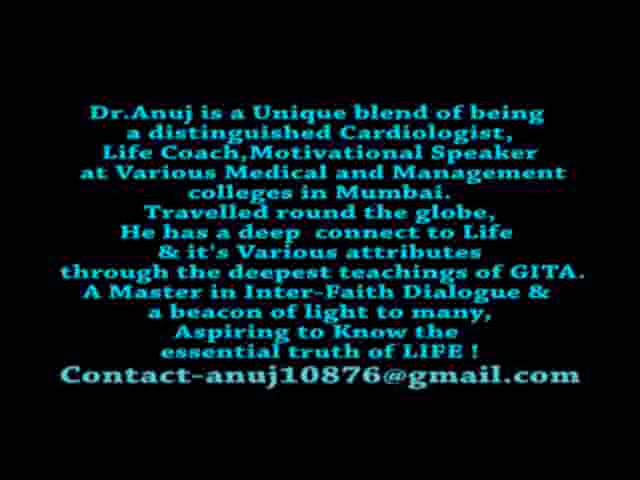 Dr.Anuj is a Unique blend of being
a distinguished Cardiologist,
Life Coach,Motivational Speaker
at Various Medical and Management
colleges in Mumbai.
Travelled round the globe,
He has a deep connect to Life
& it's Various attributes
through the deepest teachings of GITA.
A Master in Inter-Faith Dialogue &
a beacon of light to many,
Aspiring to Know the
essential truth of LIFE !
Contact-anuj10876@gmail.com